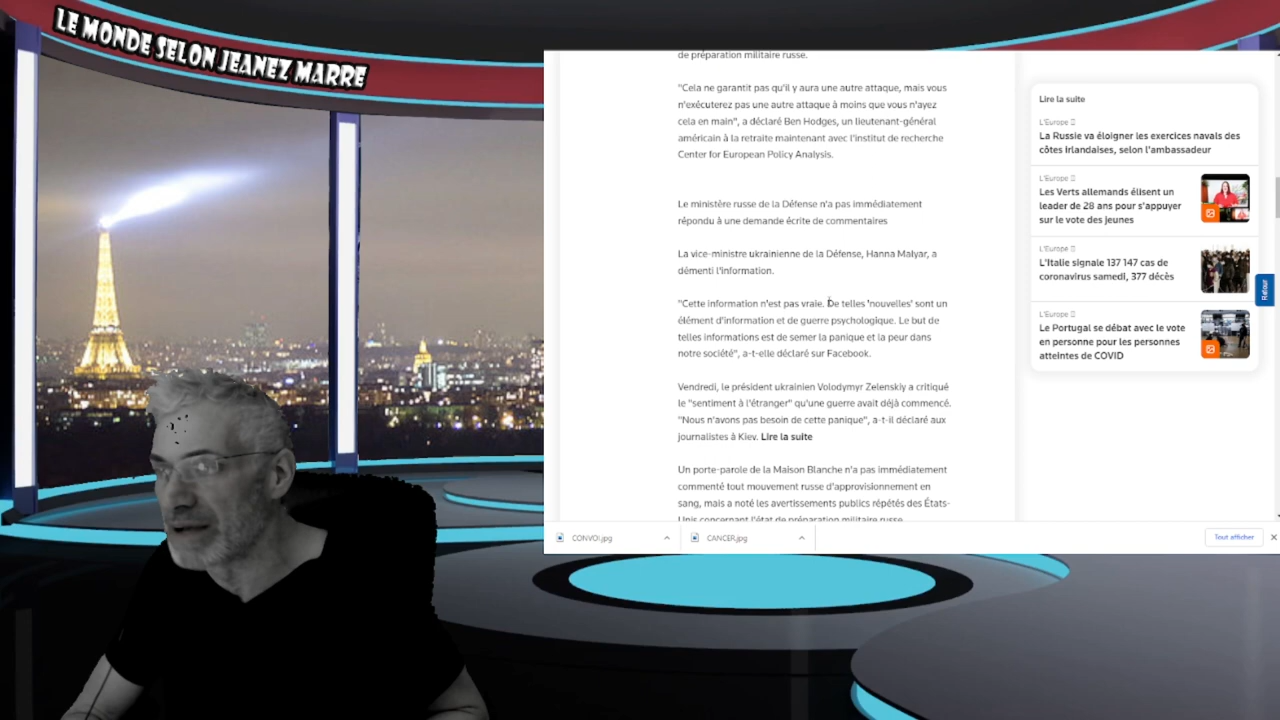 LE MONDE SELON JEANEZ MARRE
de préparation militaire russe.
"Cela ne garantit pas qu'il y aura une autre attaque, mais vous
n'exécuterez pas une autre attaque à moins que vous n'ayez
cela en main", a déclaré Ben Hodges, un lieutenant-général
américain à la retraite maintenant avec l'institut de recherche
Center for European Policy Analysis.
Le ministère russe de la Défense n'a pas immédiatement
répondu à une demande écrite de commentaires
La vice-ministre ukrainienne de la Défense, Hanna Malyar, a
démenti l'information.
"Cette information n'est pas vraie. De telles 'nouvelles' sont un
élément d'information et de guerre psychologique. Le but de
telles informations est de semer la panique et la peur dans
notre société", a-t-elle déclaré sur Facebook.
Vendredi, le président ukrainien Volodymyr Zelenskiy a critiqué
le "sentiment à l'étranger" qu'une guerre avait déjà commencé.
"Nous n'avons pas besoin de cette panique", a-t-il déclaré aux
journalistes à Kiev. Lire la suite
Un porte-parole de la Maison Blanche n'a pas immédiatement
commenté tout mouvement russe d'approvisionnement en
sang, mais a noté les avertissements publics répétés des États-
Unis concernant l'état de préparation militaire russe.
Lire la suite
L'Europe
La Russie va éloigner les exercices navals des
côtes irlandaises, selon l'ambassadeur
L'Europe
Les Verts allemands élisent un
leader de 28 ans pour s'appuyer
sur le vote des jeunes
L'Europe
L'Italie signale 137 147 cas de
coronavirus samedi, 377 décès
L'Europe
Le Portugal se débat avec le vote
en personne pour les personnes
atteintes de COVID
Retour
CONVOI.jpg
CANCER.jpg
Tout afficher